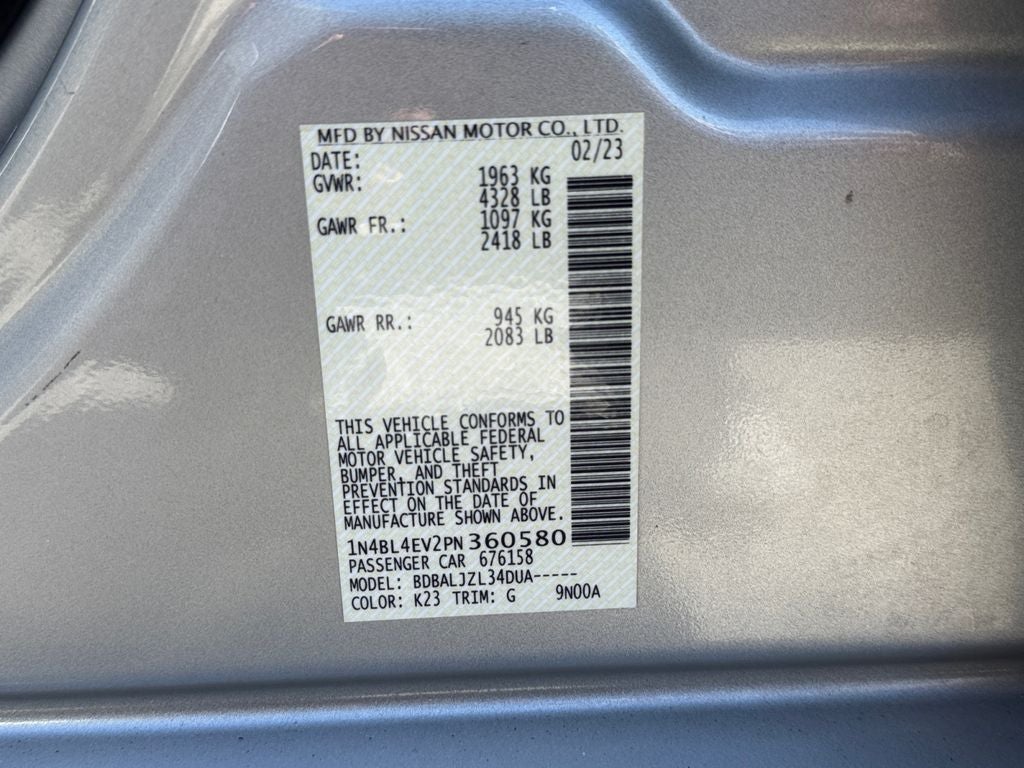 MFD BY NISSAN MOTOR CO., LTD.
DATE: 02/23
GVWR: 1963 KG
4328 LB
GAWR FR.: 1097 KG
2418 LB
GAWR RR.: 945 KG
2083 LB
THIS VEHICLE CONFORMS TO
ALL APPLICABLE FEDERAL
MOTOR VEHICLE SAFETY,
BUMPER, AND THEFT
PREVENTION STANDARDS IN
EFFECT ON THE DATE OF
MANUFACTURE SHOWN ABOVE.
1N4BL4EV2PN360580
PASSENGER CAR 676158
MODEL: BDBALJZL34DUA-----
COLOR: K23 TRIM: G 9N00A